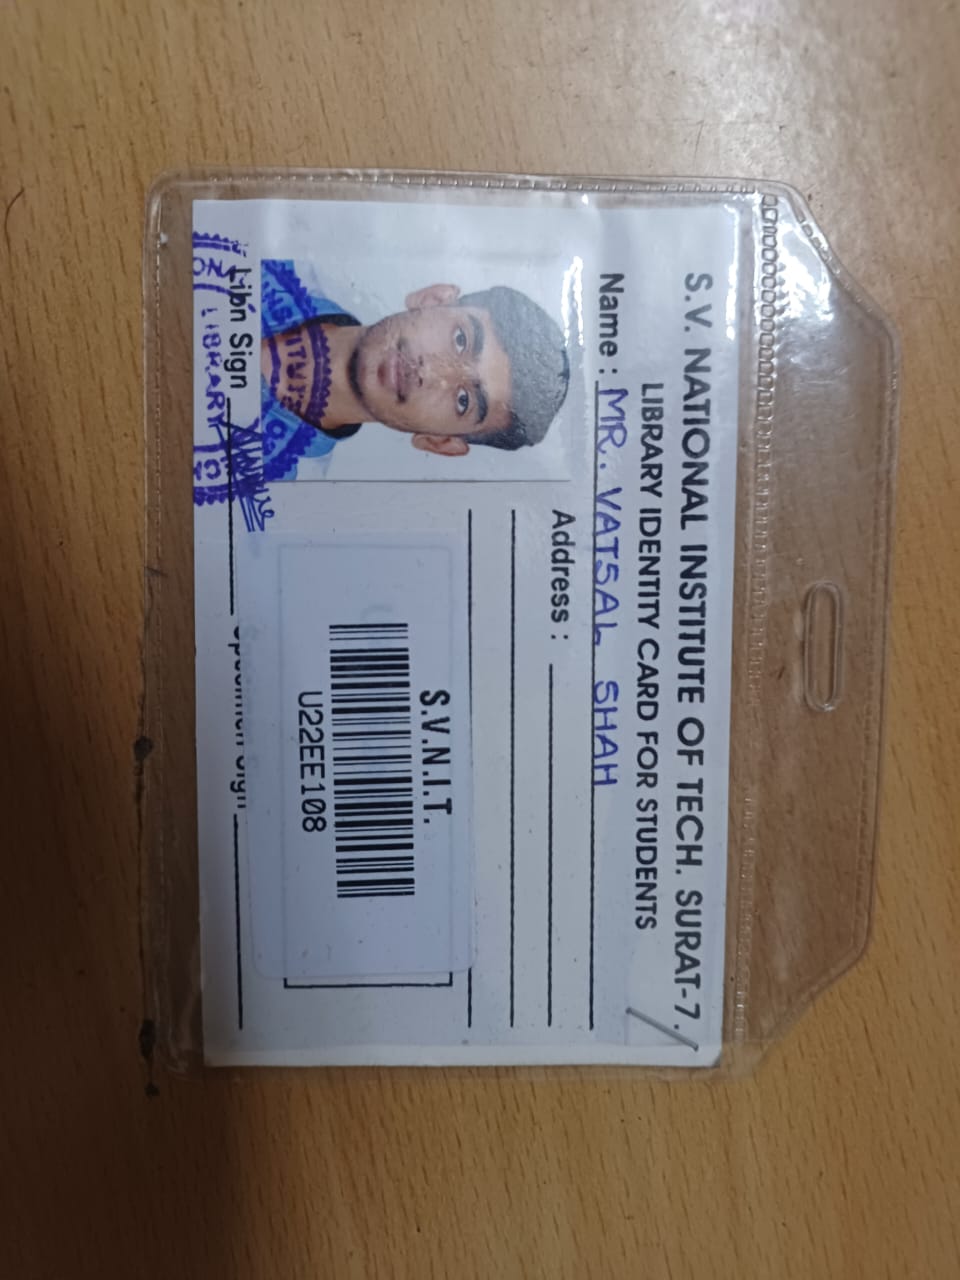 S.V. NATIONAL INSTITUTE OF TECH. SURAT-7.
LIBRARY IDENTITY CARD FOR STUDENTS
Name : MR. VATSAL SHAH
Address :
S.V.N.I.T.
U22EE108
Libn Sign
Specimen Sign
LIBRARY